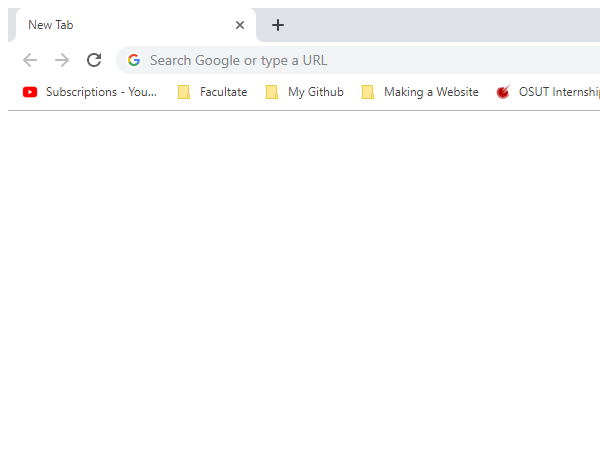 New Tab
Search Google or type a URL
Subscriptions - You... Facultate My Github Making a Website OSUT Internshi